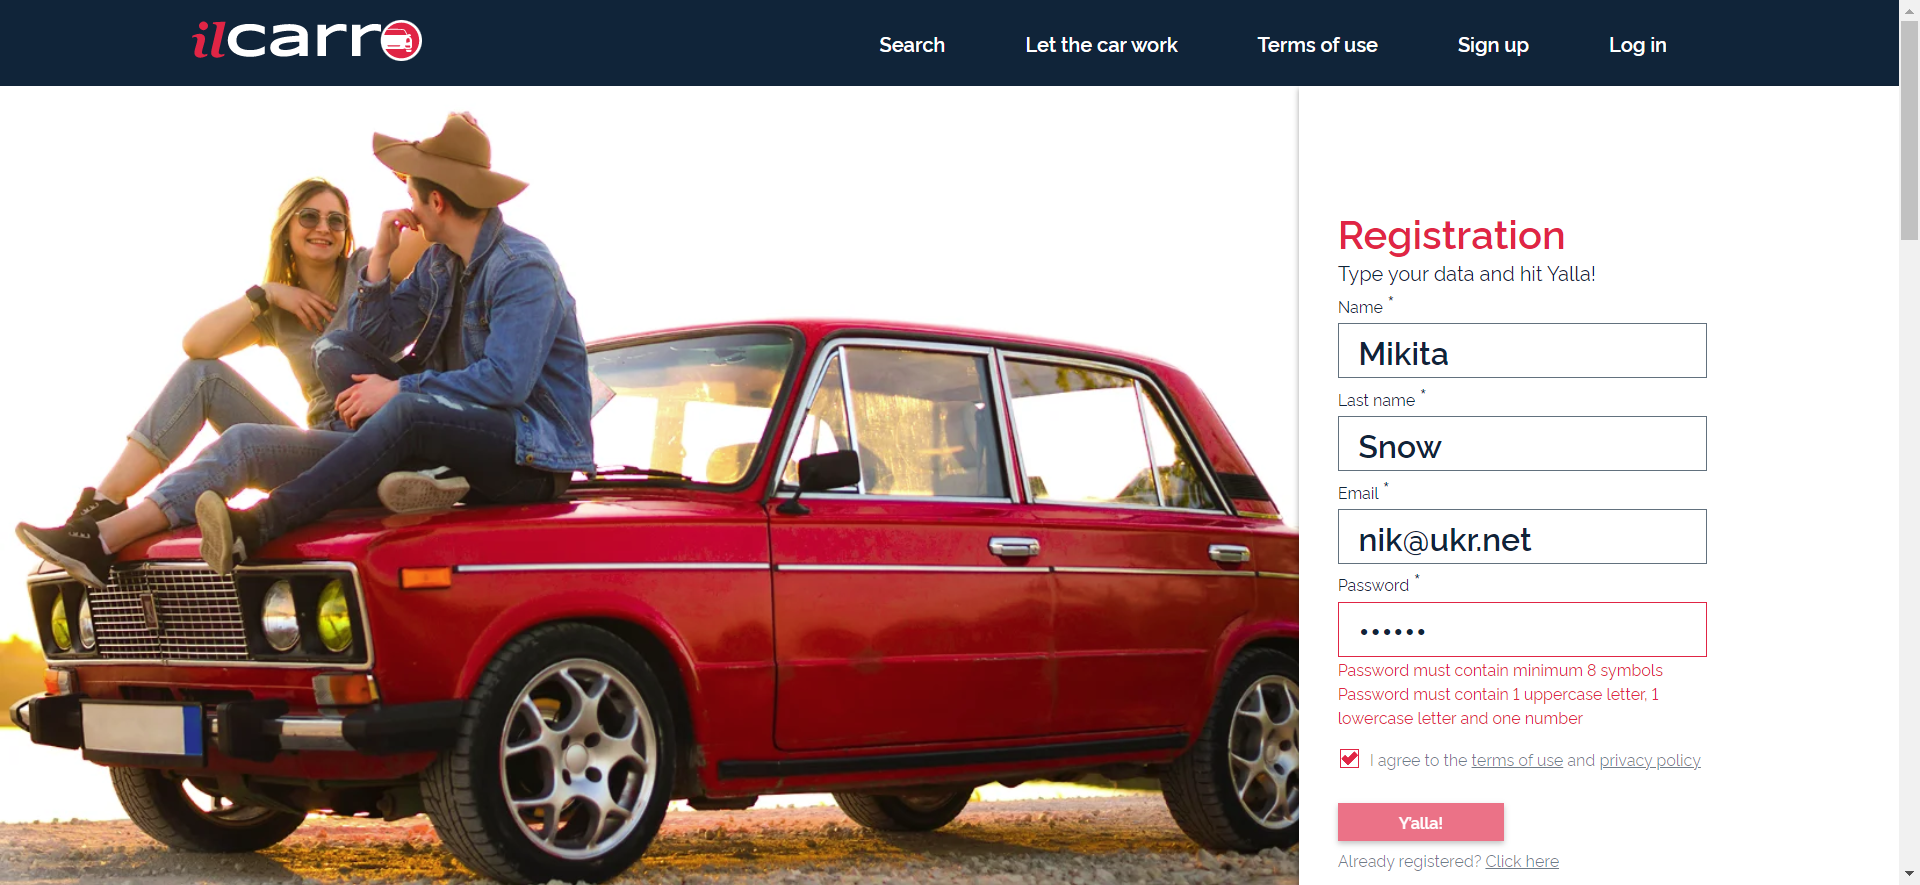 ilcarro
Search
Let the car work
Terms of use
Sign up
Log in
Registration
Type your data and hit Yalla!
Name *
Mikita
Last name *
Snow
Email *
nik@ukr.net
Password *
••••••
Password must contain minimum 8 symbols
Password must contain 1 uppercase letter, 1
lowercase letter and one number
I agree to the terms of use and privacy policy
Y'alla!
Already registered? Click here